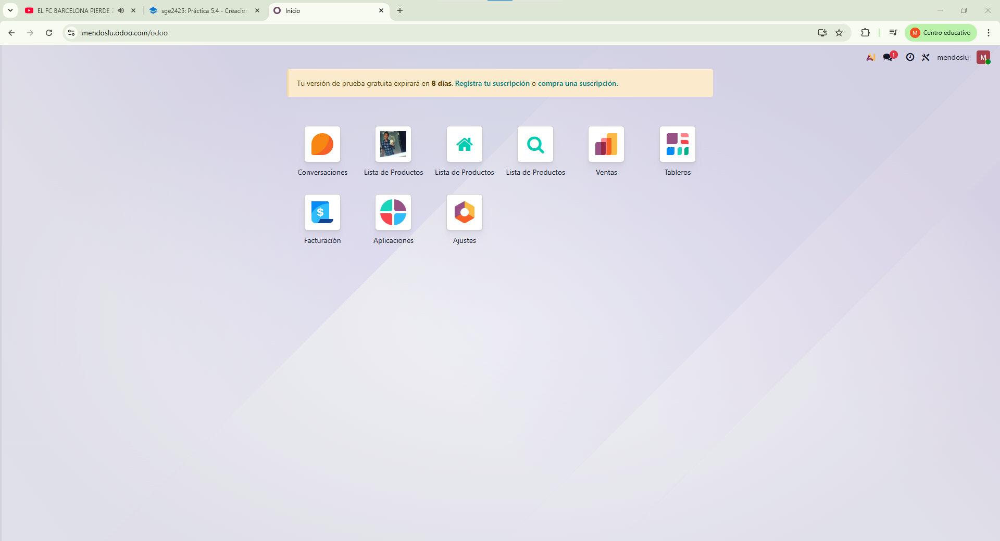 EL FC BARCELONA PIERDE 2
sge2425: Práctica 5.4 - Creacion
Inicio
mendoslu.odoo.com/odoo
M Centro educativo
AI
1
mendoslu
M
Tu versión de prueba gratuita expirará en 8 días. Registra tu suscripción o compra una suscripción.
Conversaciones
Lista de Productos
Lista de Productos
Lista de Productos
Ventas
Tableros
$
Facturación
Aplicaciones
Ajustes